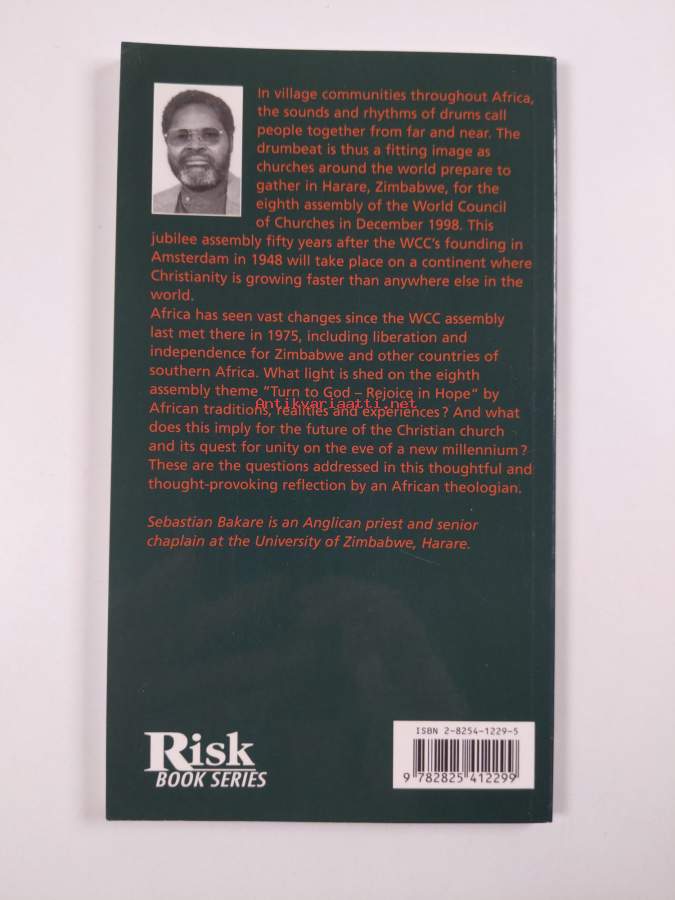 In village communities throughout Africa,
the sounds and rhythms of drums call
people together from far and near. The
drumbeat is thus a fitting image as
churches around the world prepare to
gather in Harare, Zimbabwe, for the
eighth assembly of the World Council
of Churches in December 1998. This
jubilee assembly fifty years after the WCC's founding in
Amsterdam in 1948 will take place on a continent where
Christianity is growing faster than anywhere else in the
world.
Africa has seen vast changes since the WCC assembly
last met there in 1975, including liberation and
independence for Zimbabwe and other countries of
southern Africa. What light is shed on the eighth
assembly theme "Turn to God – Rejoice in Hope" by
Antikvariaatti.net
African traditions, realities and experiences? And what
does this imply for the future of the Christian church
and its quest for unity on the eve of a new millennium?
These are the questions addressed in this thoughtful and
thought-provoking reflection by an African theologian.
Sebastian Bakare is an Anglican priest and senior
chaplain at the University of Zimbabwe, Harare.
Risk
BOOK SERIES
ISBN 2-8254-1229-5
9 782825 412299